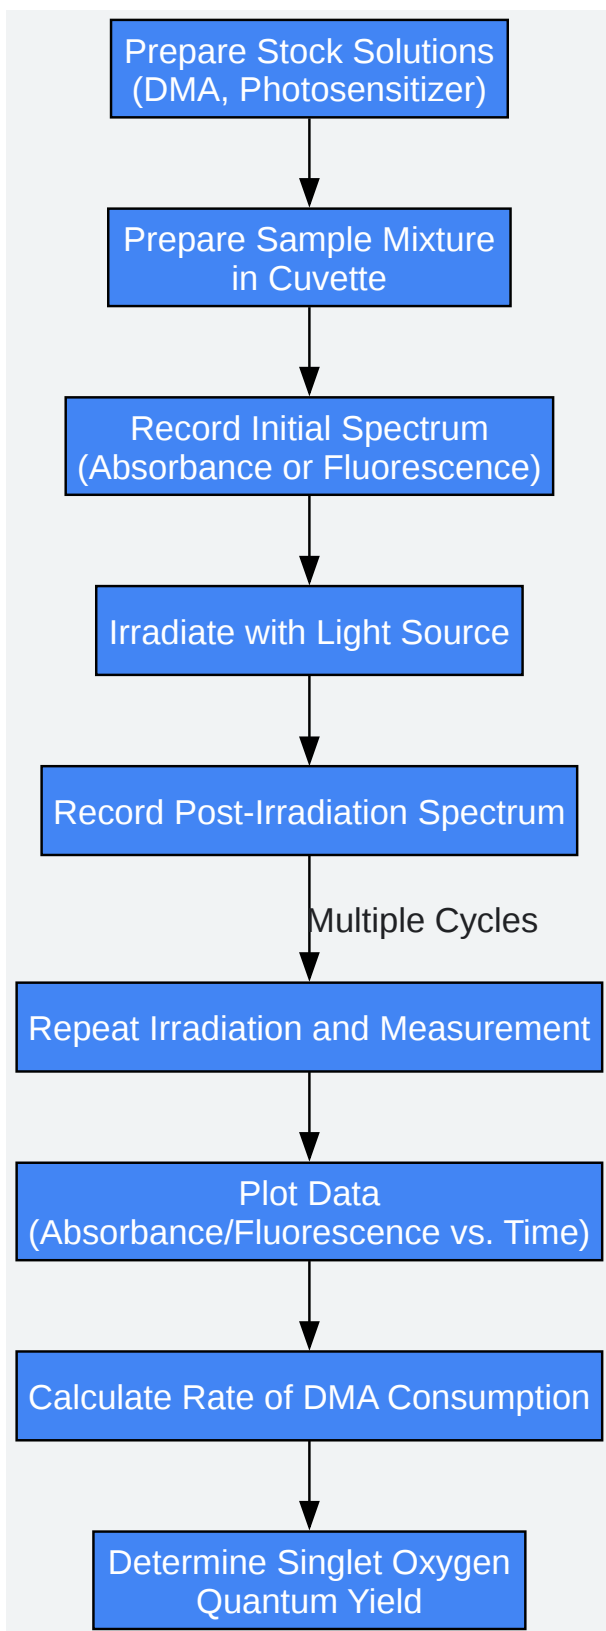 Prepare Stock Solutions
(DMA, Photosensitizer)
Prepare Sample Mixture
in Cuvette
Record Initial Spectrum
(Absorbance or Fluorescence)
Irradiate with Light Source
Record Post-Irradiation Spectrum
Multiple Cycles
Repeat Irradiation and Measurement
Plot Data
(Absorbance/Fluorescence vs. Time)
Calculate Rate of DMA Consumption
Determine Singlet Oxygen
Quantum Yield